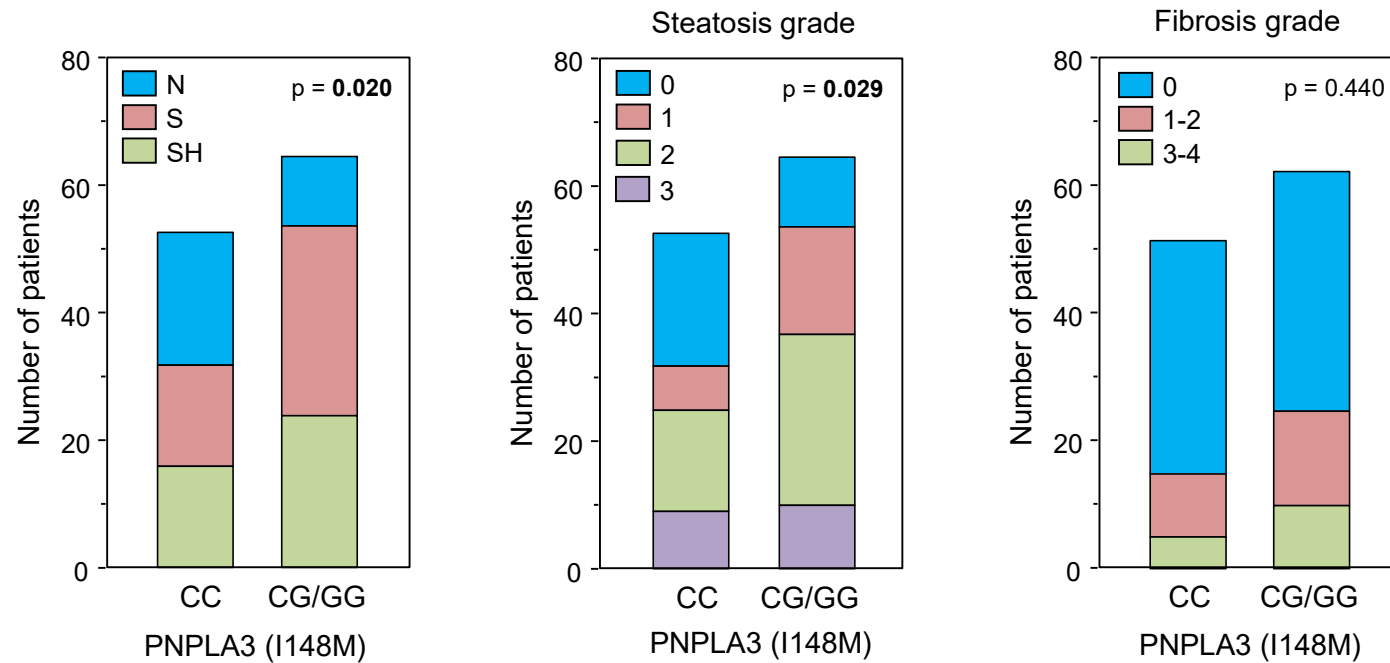 80
60
40
20
0
Number of patients
N
S
SH
p = 0.020
CC
CG/GG
PNPLA3 (I148M)
Steatosis grade
80
60
40
20
0
Number of patients
0
1
2
3
p = 0.029
CC
CG/GG
PNPLA3 (I148M)
Fibrosis grade
80
60
40
20
0
Number of patients
0
1-2
3-4
p = 0.440
CC
CG/GG
PNPLA3 (I148M)